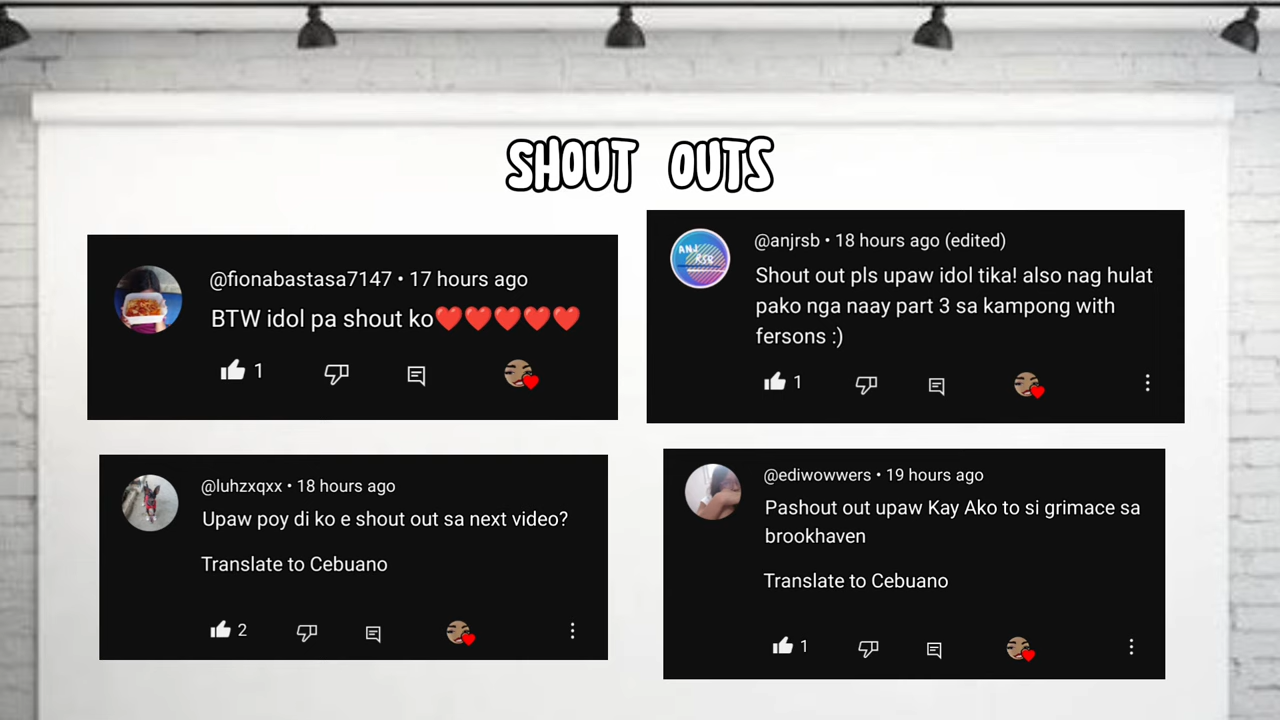 SHOUT OUTS
@fionabastasa7147 • 17 hours ago
BTW idol pa shout ko❤️❤️❤️❤️❤️
1
ANJ
RSB
@anjrsb • 18 hours ago (edited)
Shout out pls upaw idol tika! also nag hulat
pako nga naay part 3 sa kampong with
fersons :)
1
@luhzxqxx • 18 hours ago
Upaw poy di ko e shout out sa next video?
Translate to Cebuano
2
@ediwowwers • 19 hours ago
Pashout out upaw Kay Ako to si grimace sa
brookhaven
Translate to Cebuano
1